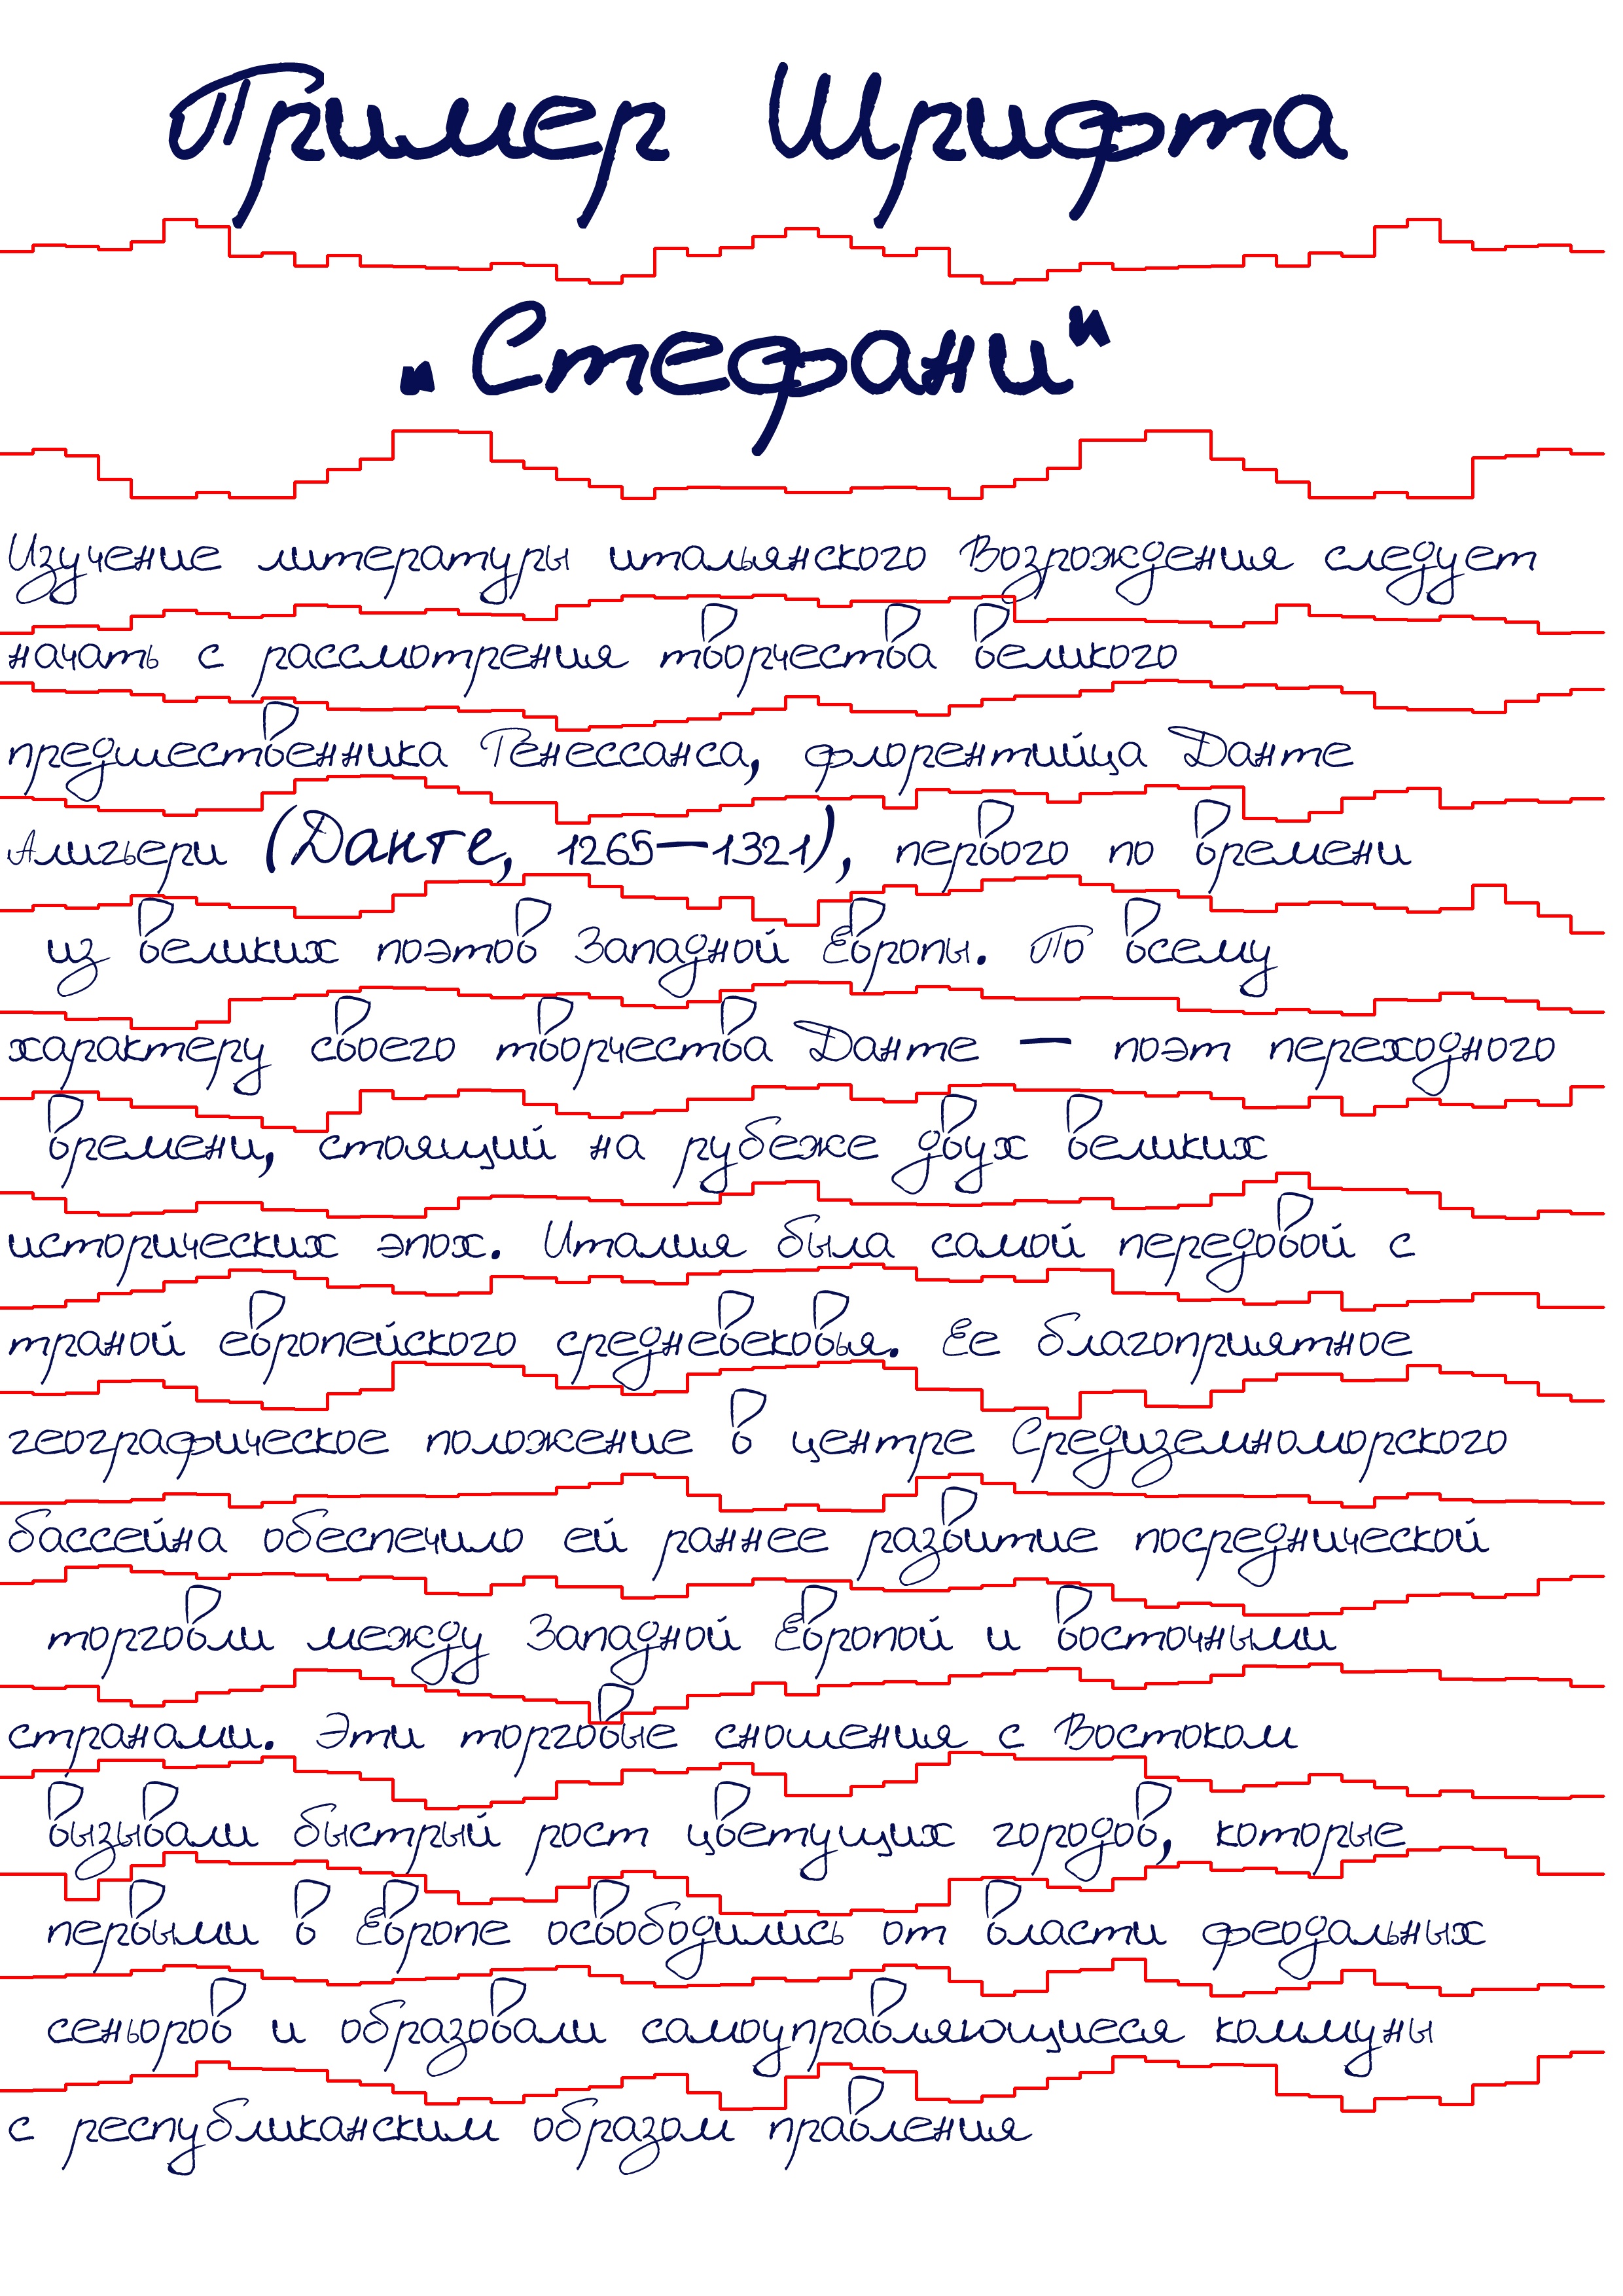 Пример Шрифта
„Стефани“
Изучение литературы итальянского Возрождения следует
начать с рассмотрения творчества великого
предшественника Ренессанса, флорентийца Данте
Алигьери (Данте, 1265—1321), первого по времени
из великих поэтов Западной Европы. По всему
характеру своего творчества Данте — поэт переходного
времени, стоящий на рубеже двух великих
исторических эпох. Италия была самой передовой с
траной европейского средневековья. Ее благоприятное
географическое положение в центре Средиземноморского
бассейна обеспечило ей раннее развитие посреднической
торговли между Западной Европой и восточными
странами. Эти торговые сношения с Востоком
вызывали быстрый рост цветущих городов, которые
первыми в Европе освободились от власти феодальных
сеньоров и образовали самоуправляющиеся коммуны
с республиканским образом правления